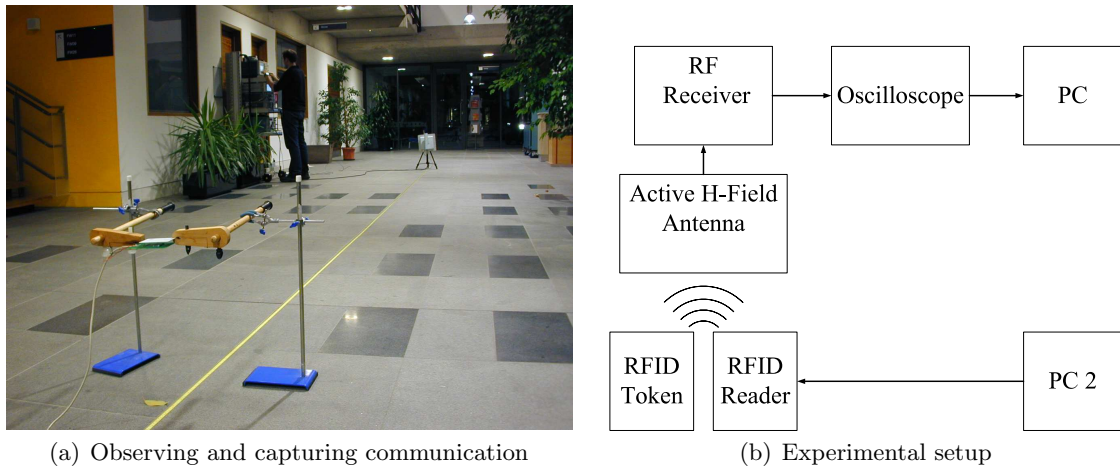 RF
Receiver
Oscilloscope
PC
Active H-Field
Antenna
RFID
Token
RFID
Reader
PC 2
(a) Observing and capturing communication
(b) Experimental setup